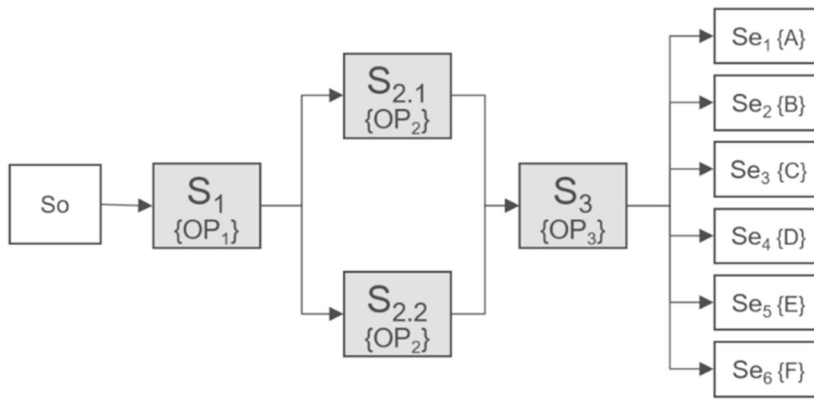 So
S₁
{OP₁}
S₂.₁
{OP₂}
S₂.₂
{OP₂}
S₃
{OP₃}
Se₁ {A}
Se₂ {B}
Se₃ {C}
Se₄ {D}
Se₅ {E}
Se₆ {F}